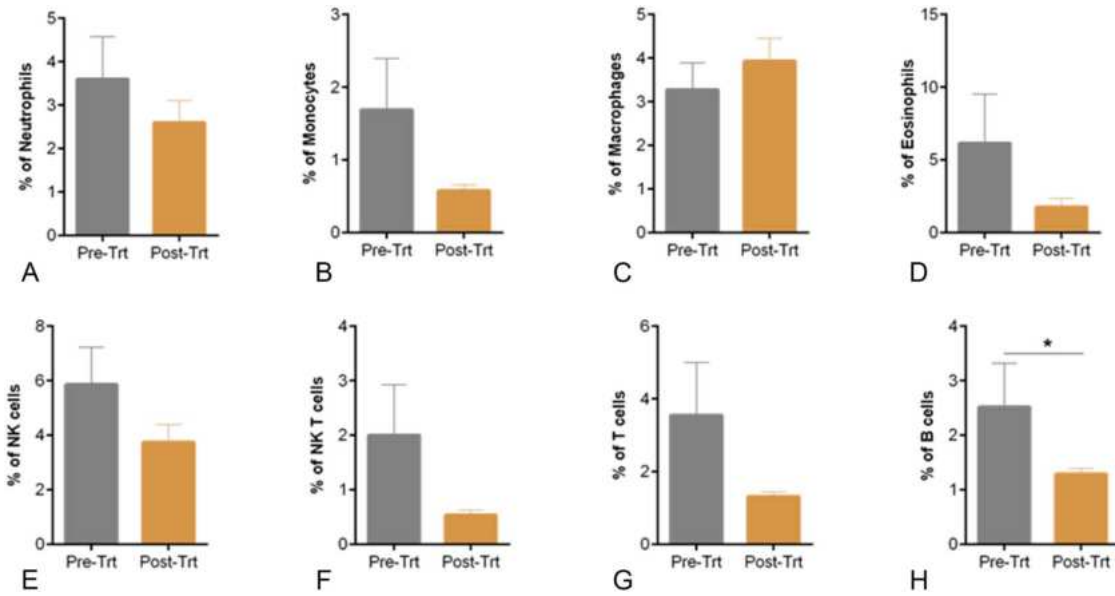 % of Neutrophils
5
4
3
2
1
0
Pre-Trt Post-Trt
A
% of Monocytes
3
2
1
0
Pre-Trt Post-Trt
B
% of Macrophages
5
4
3
2
1
0
Pre-Trt Post-Trt
C
% of Eosinophils
15
10
5
0
Pre-Trt Post-Trt
D
% of NK cells
8
6
4
2
0
Pre-Trt Post-Trt
E
% of NK T cells
4
3
2
1
0
Pre-Trt Post-Trt
F
% of T cells
6
4
2
0
Pre-Trt Post-Trt
G
% of B cells
4
3
2
1
0
*
Pre-Trt Post-Trt
H